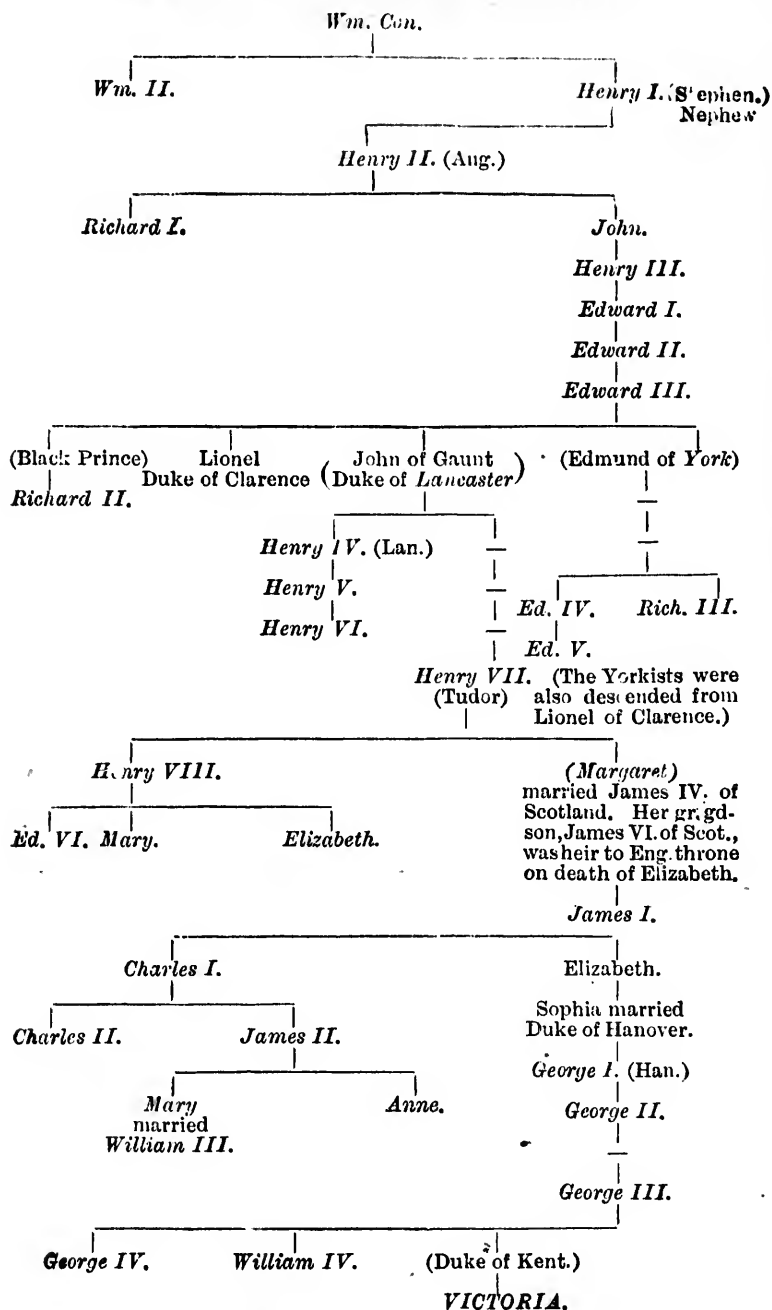 Wm. Con.
Wm. II.
Henry I. (Stephen.)
Nephew
Henry II. (Aug.)
Richard I.
John.
Henry III.
Edward I.
Edward II.
Edward III.
(Black Prince)
Richard II.
Lionel
Duke of Clarence
(John of Gaunt
Duke of Lancaster)
(Edmund of York)
Henry IV. (Lan.)
Henry V.
Henry VI.
Ed. IV.
Rich. III.
Ed. V.
Henry VII.
(Tudor)
(The Yorkists were
also descended from
Lionel of Clarence.)
Henry VIII.
(Margaret)
married James IV. of
Scotland. Her gr. gd-
son, James VI. of Scot.,
was heir to Eng. throne
on death of Elizabeth.
Ed. VI. Mary.
Elizabeth.
James I.
Charles I.
Elizabeth.
Charles II.
James II.
Sophia married
Duke of Hanover.
George I. (Han.)
Mary
married
William III.
Anne.
George II.
George III.
George IV.
William IV.
(Duke of Kent.)
VICTORIA.